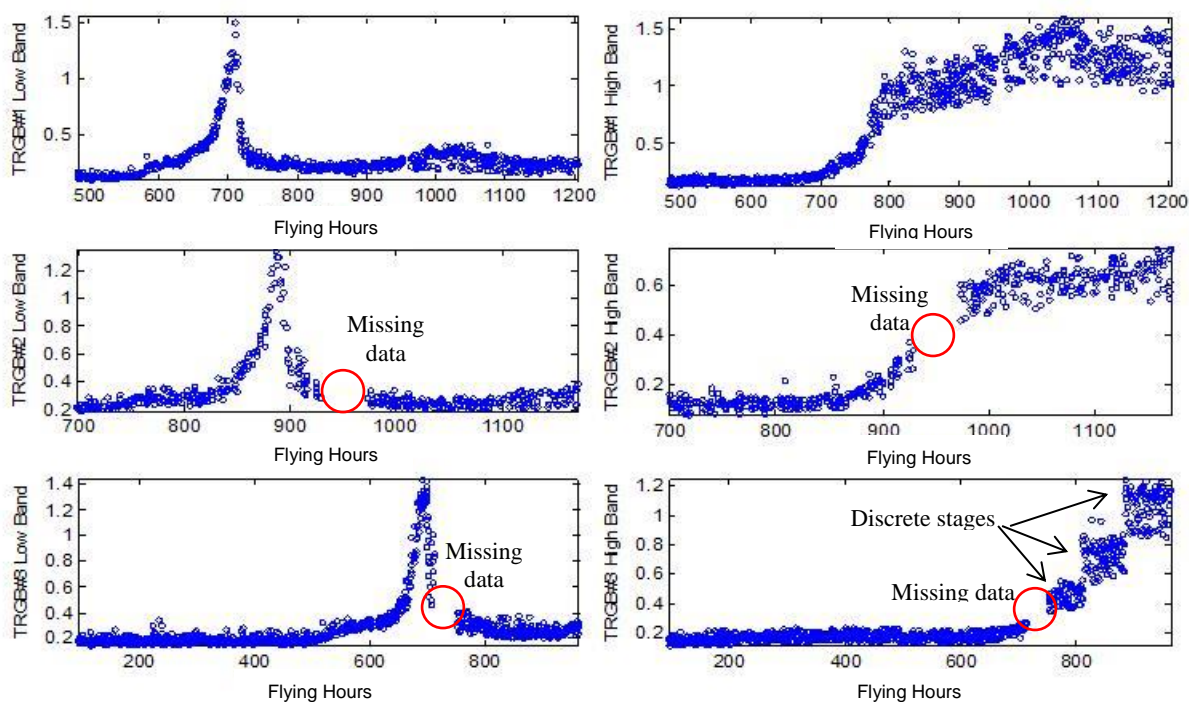 TRGB#1 Low Band
1.5
1
0.5
500 600 700 800 900 1000 1100 1200
Flying Hours
TRGB#1 High Band
1.5
1
0.5
500 600 700 800 900 1000 1100 1200
Flying Hours
TRGB#2 Low Band
1.2
1
0.8
0.6
0.4
0.2
Missing
data
700 800 900 1000 1100
Flying Hours
TRGB#2 High Band
0.6
0.4
0.2
Missing
data
700 800 900 1000 1100
Flying Hours
TRGB#3 Low Band
1.4
1.2
1
0.8
0.6
0.4
0.2
Missing
data
200 400 600 800
Flying Hours
TRGB#3 High Band
1.2
1
0.8
0.6
0.4
0.2
Discrete stages
Missing data
200 400 600 800
Flying Hours